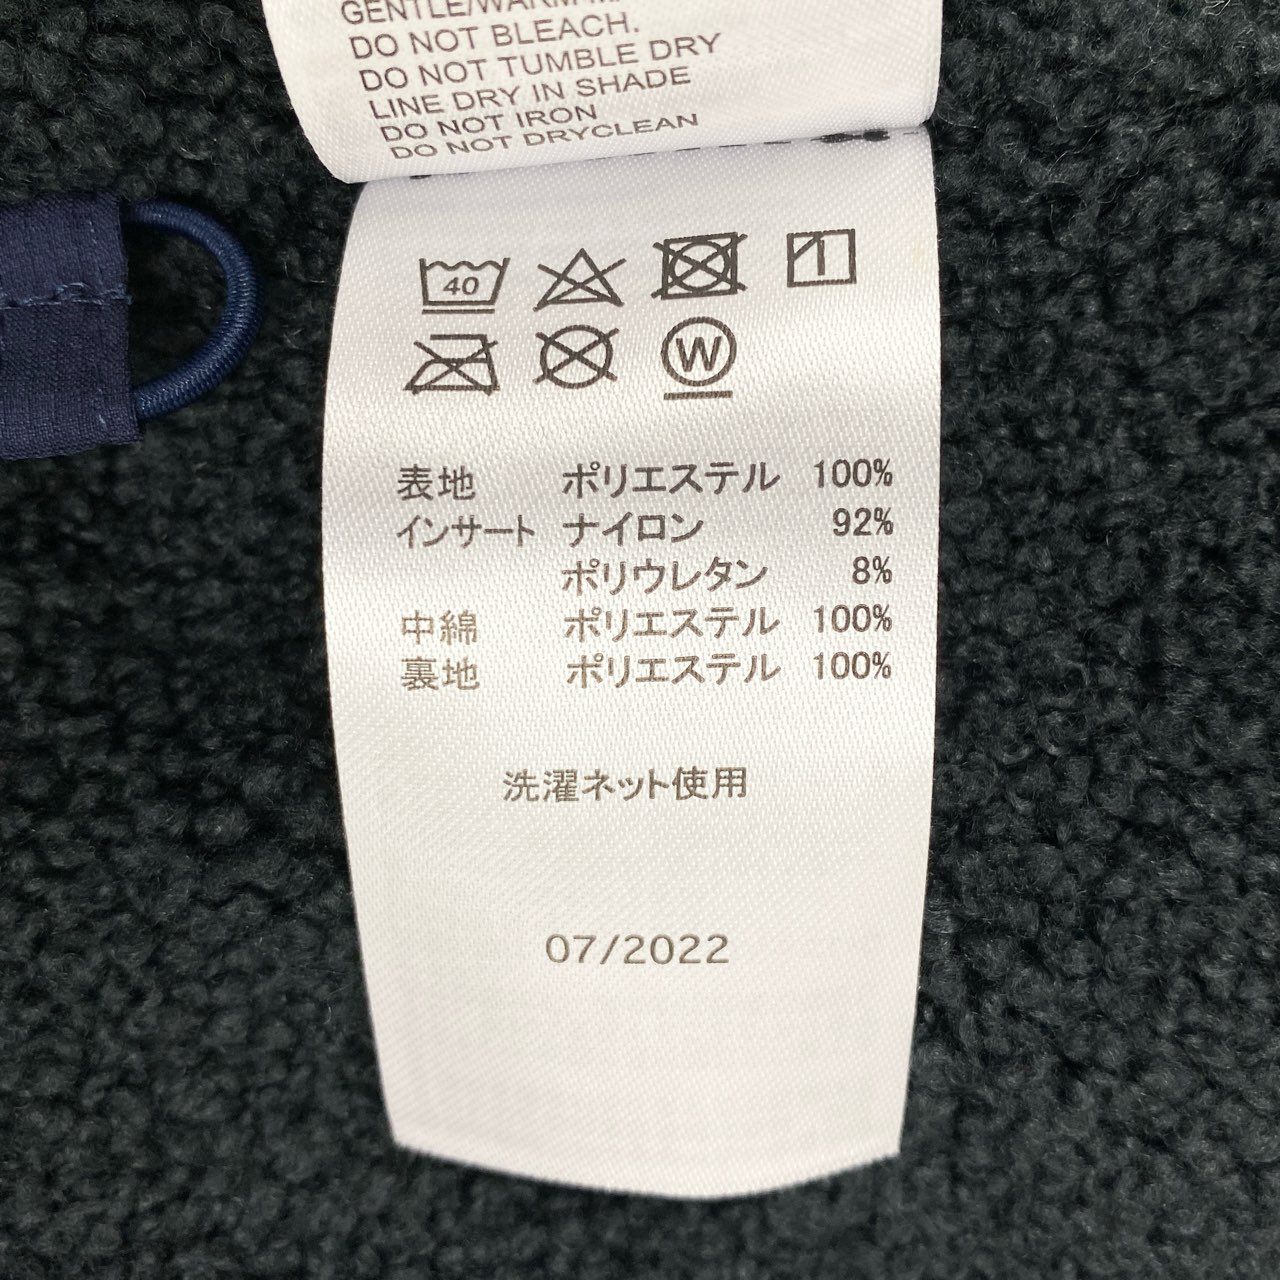 GENTLE/WARM
DO NOT BLEACH.
DO NOT TUMBLE DRY
LINE DRY IN SHADE
DO NOT IRON
DO NOT DRYCLEAN
40
W
表地 ポリエステル 100%
インサート ナイロン 92%
ポリウレタン 8%
中綿 ポリエステル 100%
裏地 ポリエステル 100%
洗濯ネット使用
07/2022